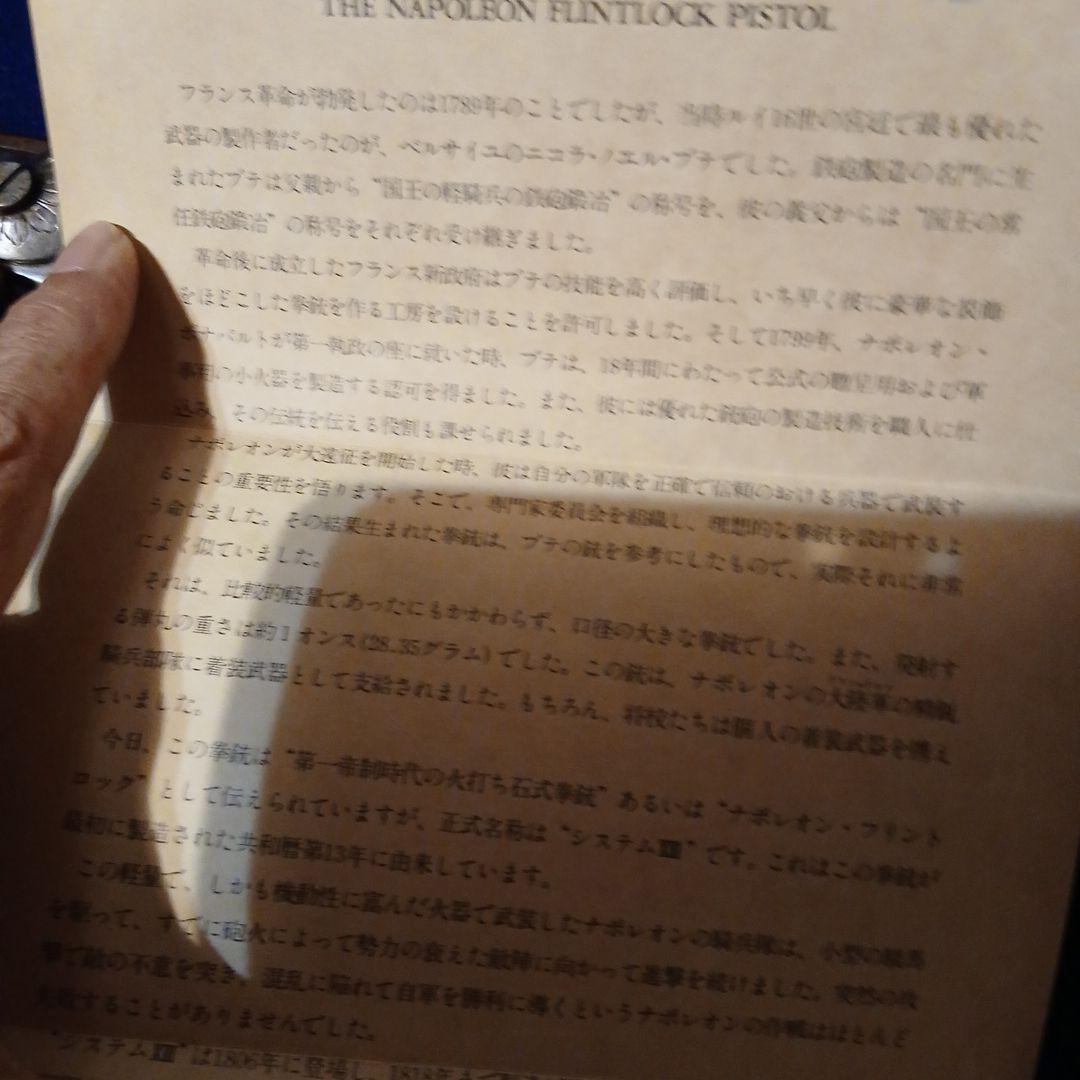 THE NAPOLEON FLINTLOCK PISTOL
フランス革命が勃発したのは1789年のことでしたが、当時ルイ16世の宮廷で最も優れた
武器の製作者だったのが、ベルサイユのニコラ・ノエル・ブテでした。鉄砲製造の名門に生
まれたブテは父親から“国王の軽騎兵の鉄砲鍛冶”の称号を、彼の義父からは“国王の常
任鉄砲鍛冶”の称号をそれぞれ受け継ぎました。
革命後に成立したフランス新政府はブテの技能を高く評価し、いち早く彼に豪華な装飾
をほどこした拳銃を作る工房を設けることを許可しました。そして1799年、ナポレオン・
ボナパルトが第一執政の座に就いた時、ブテは、18年間にわたって公式の贈呈用および軍
事用の小火器を製造する認可を得ました。また、彼には優れた銃砲の製造技術を職人に仕
込み、その伝統を伝える役割も課せられました。
ナポレオンが大遠征を開始した時、彼は自分の軍隊を正確で信頼のおける兵器で武装す
ることの重要性を悟ります。そこで、専門家委員会を組織し、理想的な拳銃を設計するよ
う命じました。その結果生まれた拳銃は、ブテの銃を参考にしたもので、実際それに非常
によく似ていました。
それは、比較的軽量であったにもかかわらず、口径の大きな拳銃でした。また、発射す
る弾丸の重さは約1オンス(28.35グラム)でした。この銃は、ナポレオンの大陸軍の
騎兵部隊に着装武器として支給されました。もちろん、将校たちは個人の着装武器を携え
ていました。
今日、この拳銃は“第一帝制時代の火打ち石式拳銃”あるいは“ナポレオン・フリント
ロック”として伝えられていますが、正式名称は“システムⅩⅢ”です。これはこの拳銃が
最初に製造された共和暦第13年に由来しています。
この軽量で、しかも機動性に富んだ火器で武装したナポレオンの騎兵隊は、小型の騎馬
を駆って、すでに砲火によって勢力の衰えた敵陣に向かって進撃を続けました。突然の攻
撃で敵の不意を突き、混乱に陥れて自軍を勝利に導くというナポレオンの作戦はほとんど
失敗することがありませんでした。
“システムⅩⅢ”は1806年に登場し、1818年まで